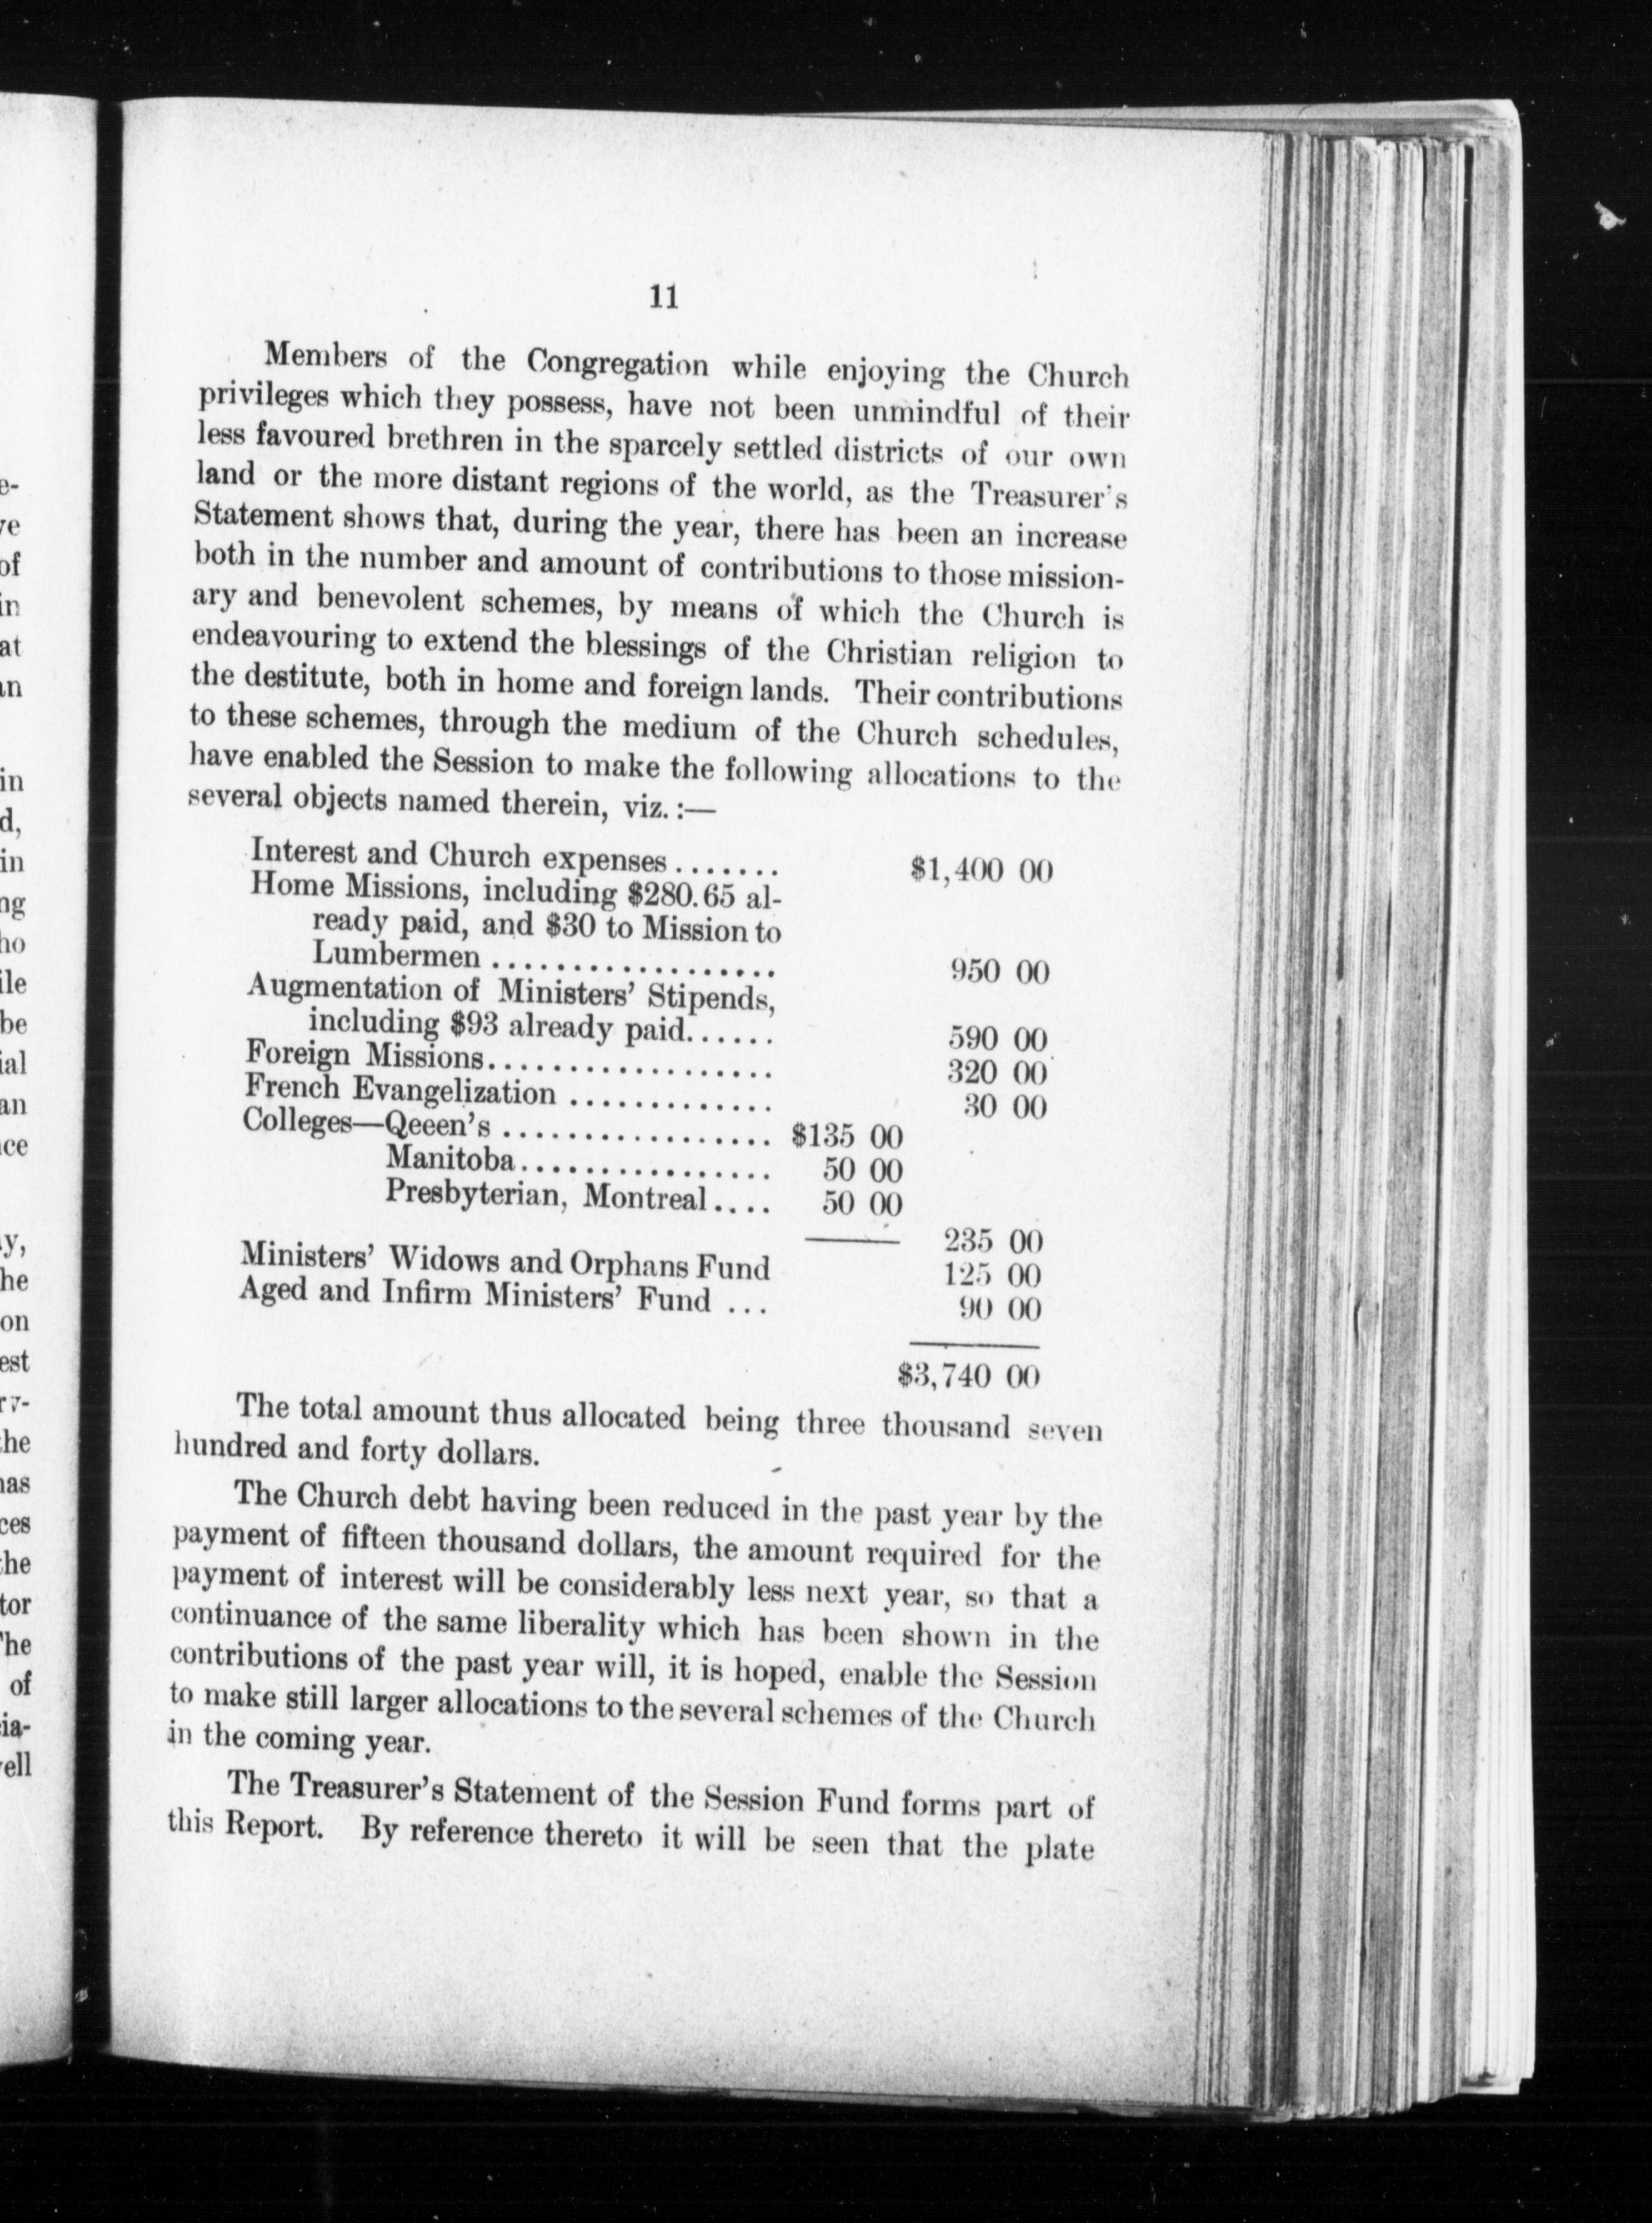 11
Members of the Congregation while enjoying the Church
privileges which they possess, have not been unmindful of their
less favoured brethren in the sparcely settled districts of our own
land or the more distant regions of the world, as the Treasurer's
Statement shows that, during the year, there has been an increase
both in the number and amount of contributions to those mission-
ary and benevolent schemes, by means of which the Church is
endeavouring to extend the blessings of the Christian religion to
the destitute, both in home and foreign lands. Their contributions
to these schemes, through the medium of the Church schedules,
have enabled the Session to make the following allocations to the
several objects named therein, viz. :—
Interest and Church expenses ....... $1,400 00
Home Missions, including $280.65 al-
ready paid, and $30 to Mission to
Lumbermen .................. 950 00
Augmentation of Ministers' Stipends,
including $93 already paid...... 590 00
Foreign Missions.................. 320 00
French Evangelization ............. 30 00
Colleges—Qeeen's ................. $135 00
Manitoba................ 50 00
Presbyterian, Montreal.... 50 00
235 00
Ministers' Widows and Orphans Fund 125 00
Aged and Infirm Ministers' Fund ... 90 00
$3,740 00
The total amount thus allocated being three thousand seven
hundred and forty dollars.
The Church debt having been reduced in the past year by the
payment of fifteen thousand dollars, the amount required for the
payment of interest will be considerably less next year, so that a
continuance of the same liberality which has been shown in the
contributions of the past year will, it is hoped, enable the Session
to make still larger allocations to the several schemes of the Church
in the coming year.
The Treasurer's Statement of the Session Fund forms part of
this Report. By reference thereto it will be seen that the plate